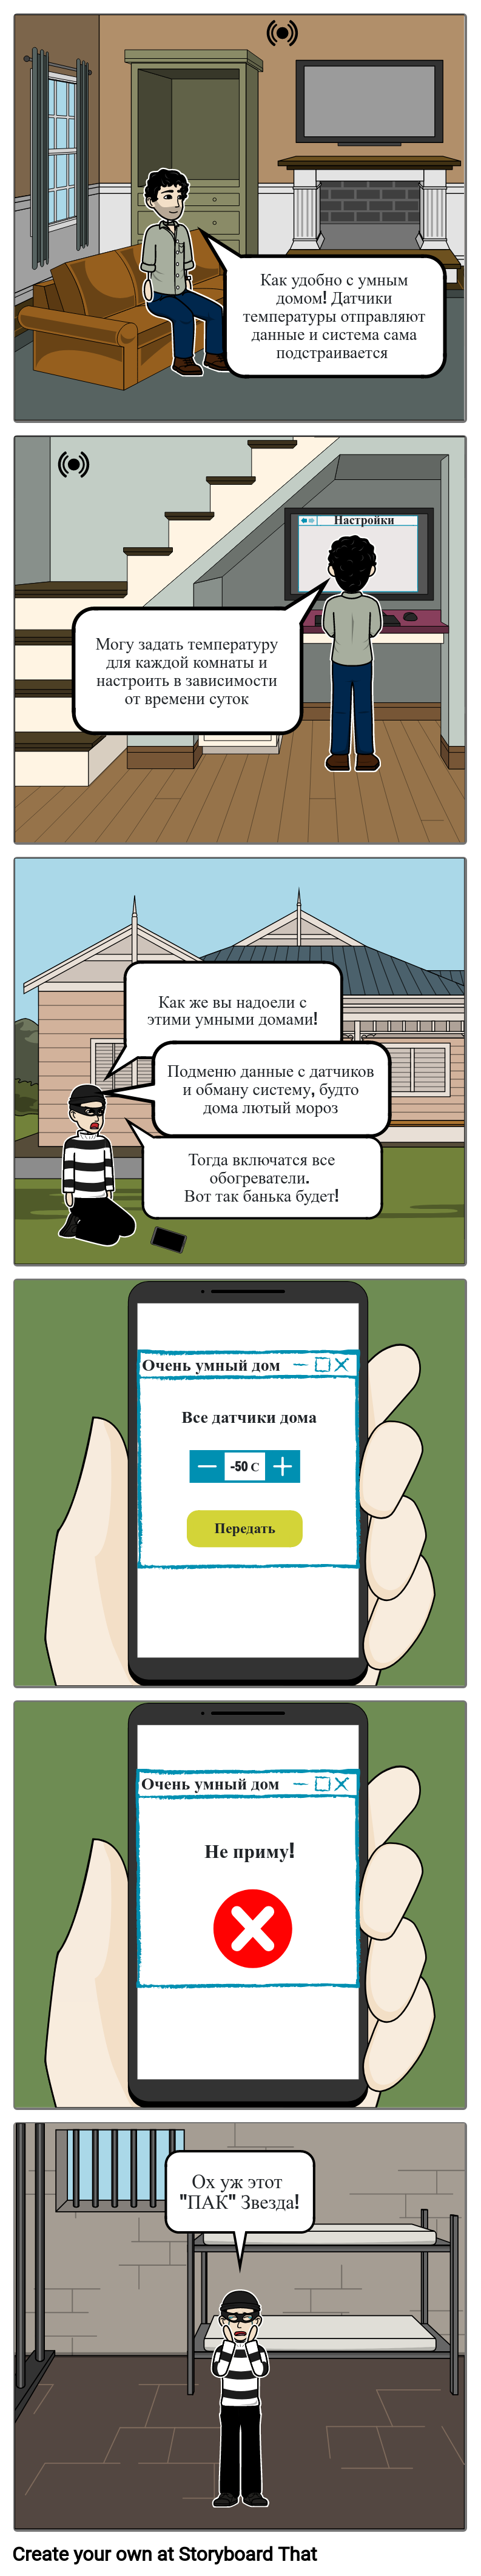 Как удобно с умным
домом! Датчики
температуры отправляют
данные и система сама
подстраивается
Настройки
Могу задать температуру
для каждой комнаты и
настроить в зависимости
от времени суток
Как же вы надоели с
этими умными домами!
Подменю данные с датчиков
и обману систему, будто
дома лютый мороз
Тогда включатся все
обогреватели.
Вот так банька будет!
Очень умный дом
Все датчики дома
-50 С
Передать
Очень умный дом
Не приму!
Ох уж этот
"ПАК" Звезда!
Create your own at Storyboard That